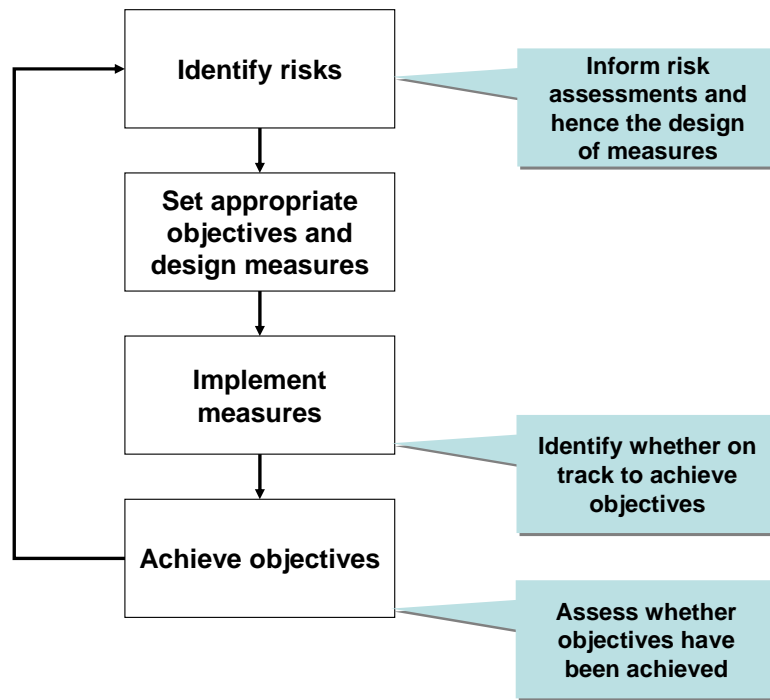 Identify risks
Inform risk
assessments and
hence the design
of measures
Set appropriate
objectives and
design measures
Implement
measures
Identify whether on
track to achieve
objectives
Achieve objectives
Assess whether
objectives have
been achieved